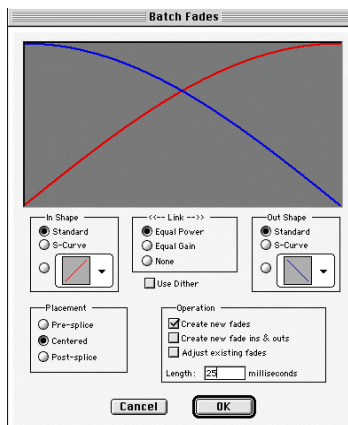 Batch Fades
In Shape
Standard
S-Curve
<<-- Link -->>
Equal Power
Equal Gain
None
Use Dither
Out Shape
Standard
S-Curve
Placement
Pre-splice
Centered
Post-splice
Operation
Create new fades
Create new fade ins & outs
Adjust existing fades
Length: 25 milliseconds
Cancel
OK